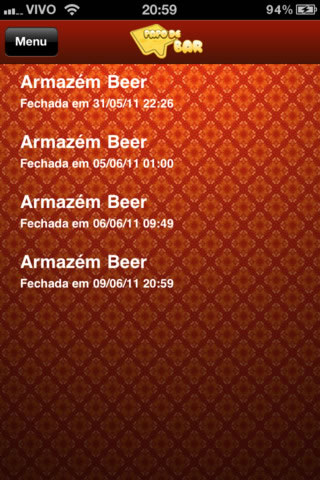 VIVO 20:59 94%
Menu PAPO DE
BAR
Armazém Beer
Fechada em 31/05/11 22:26
Armazém Beer
Fechada em 05/06/11 01:00
Armazém Beer
Fechada em 06/06/11 09:49
Armazém Beer
Fechada em 09/06/11 20:59